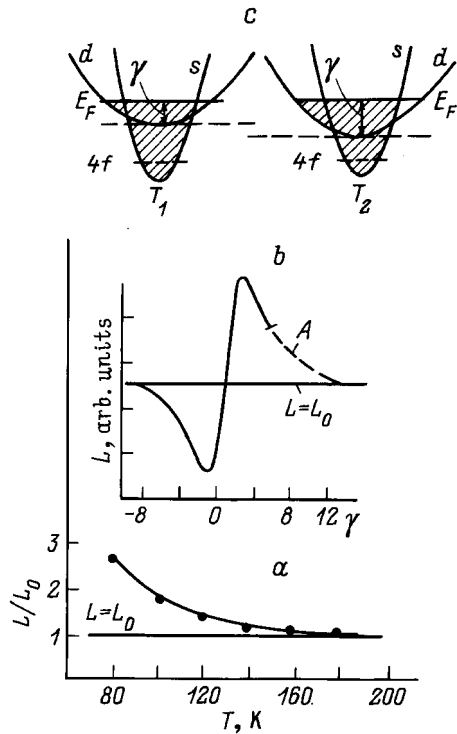 c
d γ s
s d
γ
E_F
E_F
4f
4f
T_1
T_2
b
A
L, arb. units
L=L_0
-8 0 8 12 γ
a
3
2
1
L/L_0
L=L_0
80 120 160. 200
T, K